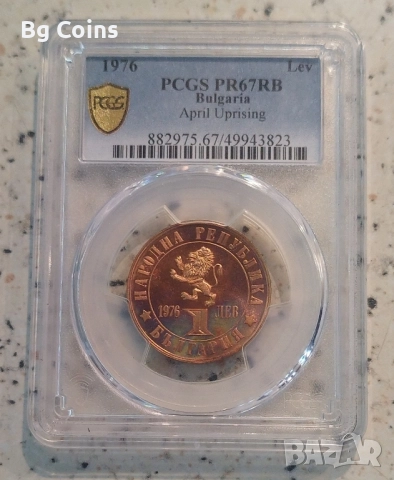 Bg Coins
1976 Lev
PCGS PCGS PR67RB
Bulgaria
April Uprising
882975.67/49943823
НАРОДНА РЕПУБЛИКА
1976 1 ЛЕВ
БЪЛГАРИЯ
BAZAR